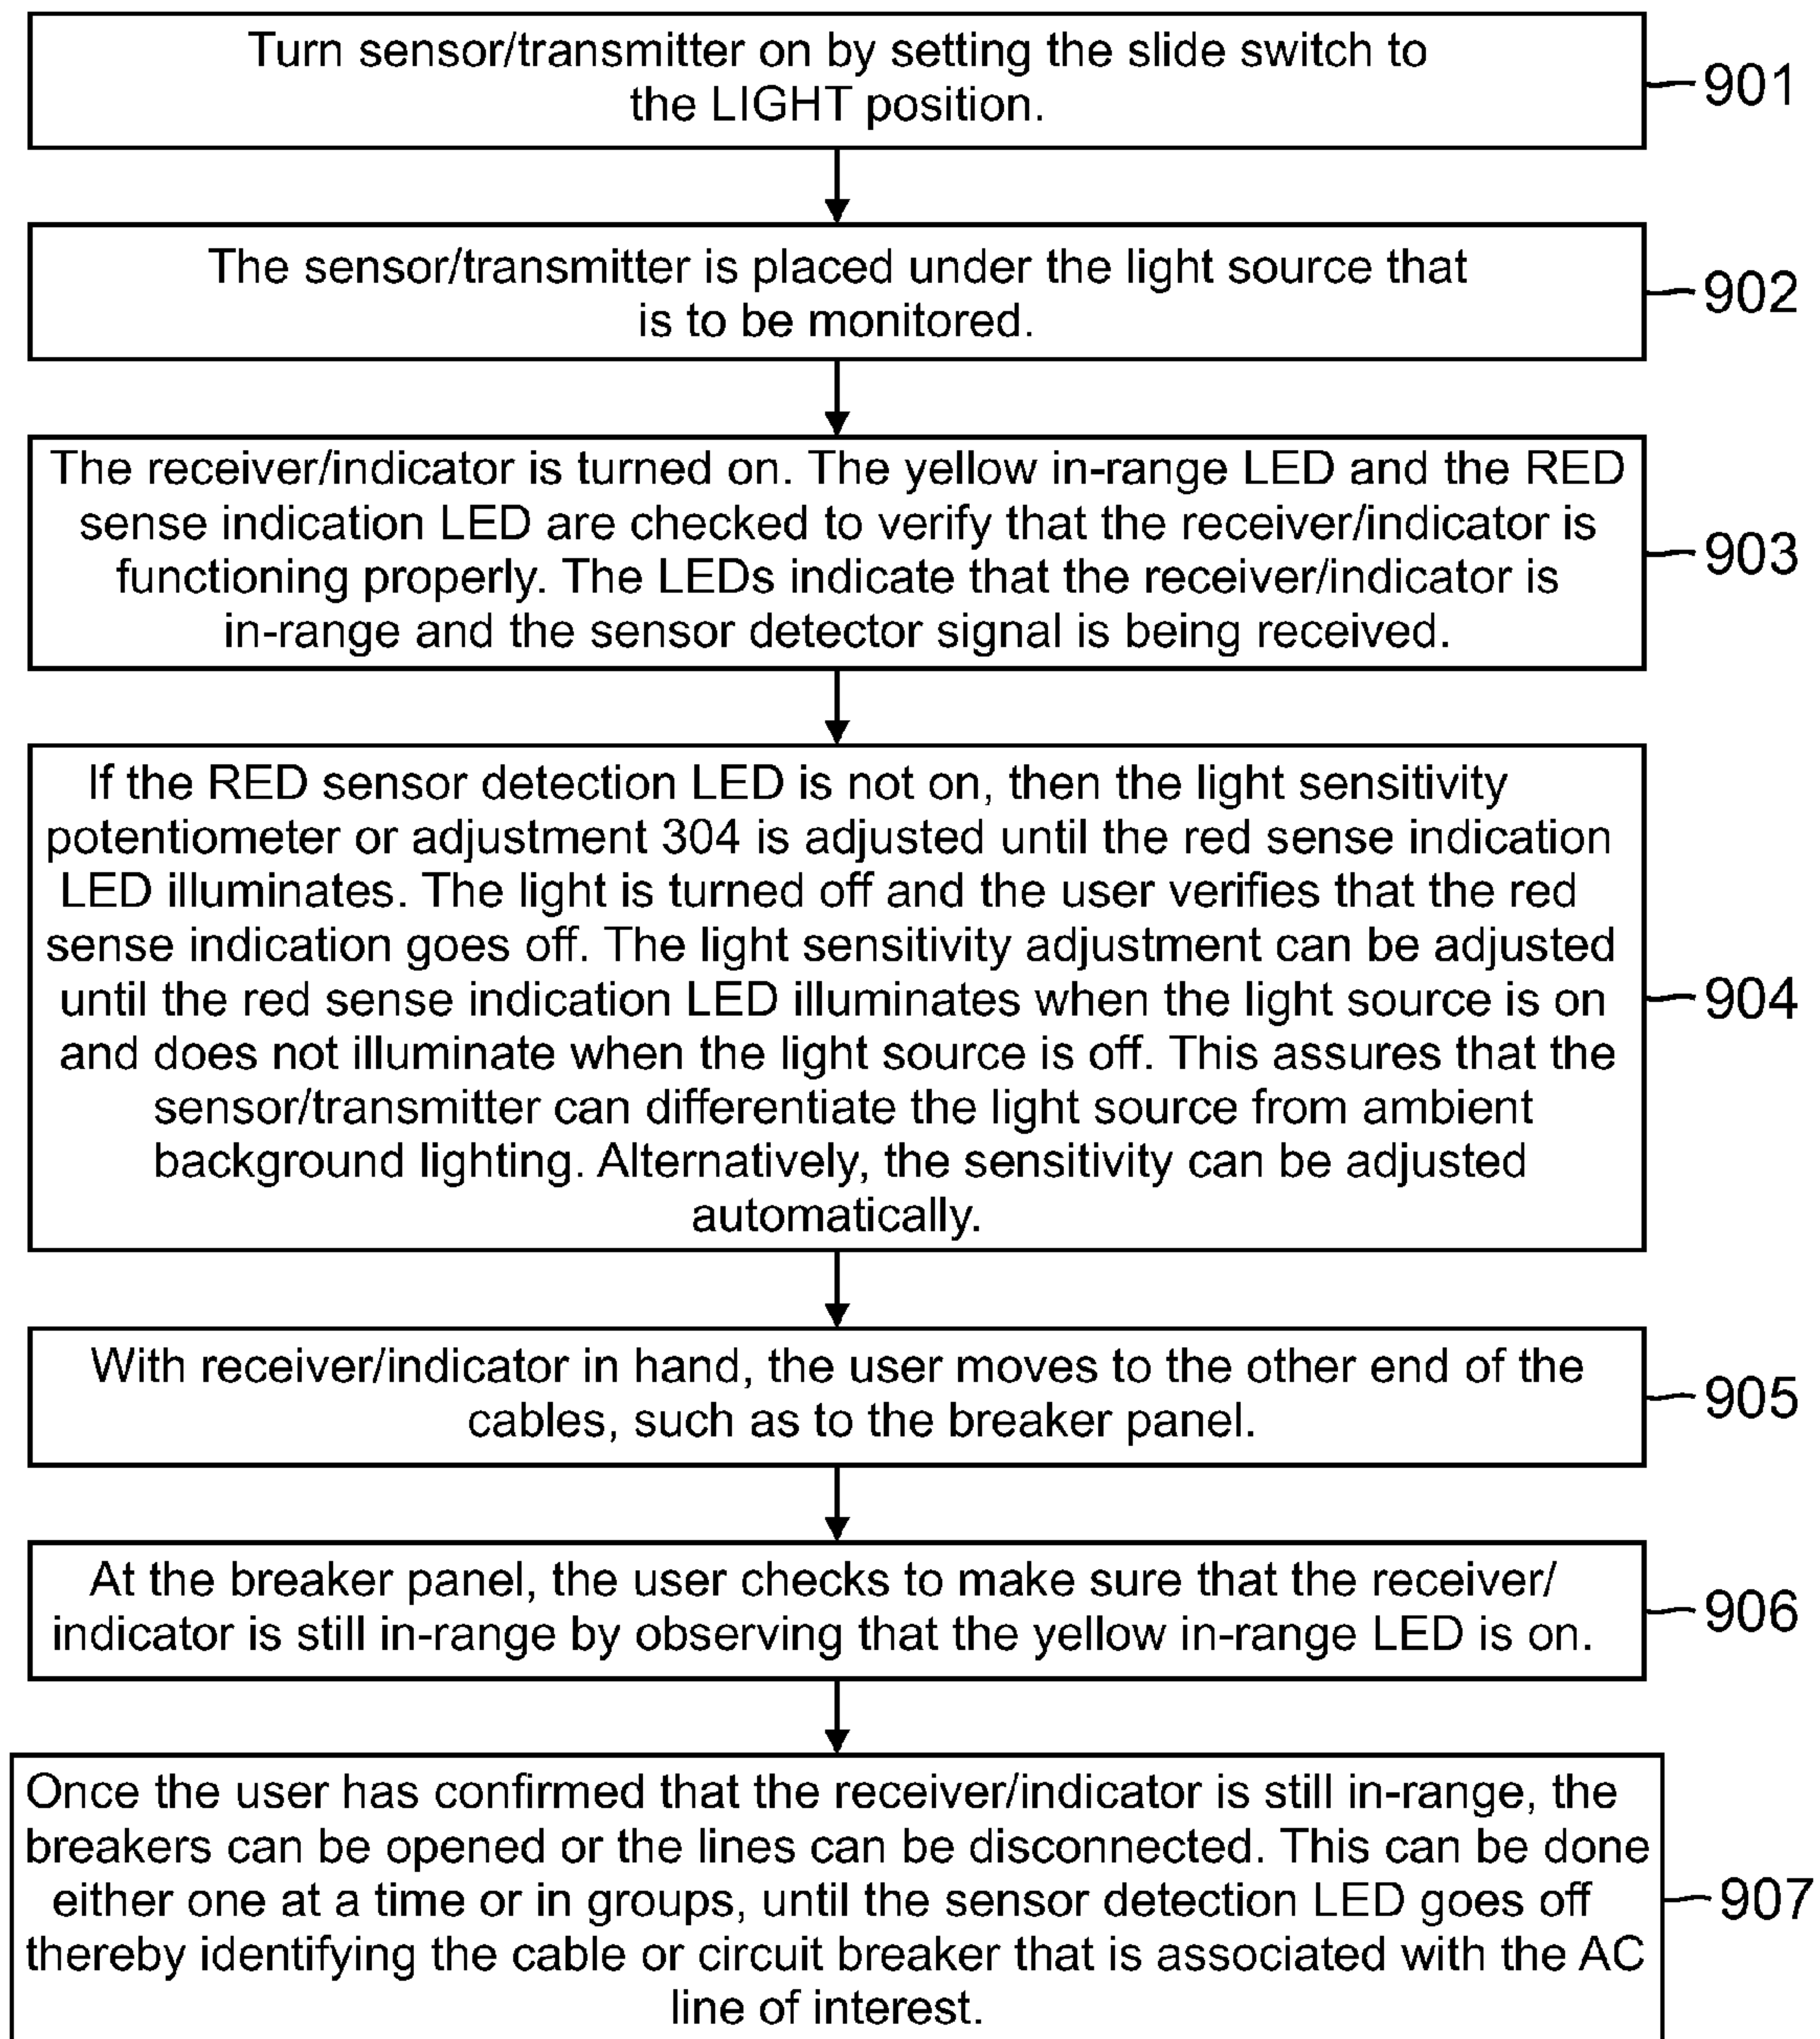 Turn sensor/transmitter on by setting the slide switch to
the LIGHT position.
901
The sensor/transmitter is placed under the light source that
is to be monitored.
902
The receiver/indicator is turned on. The yellow in-range LED and the RED
sense indication LED are checked to verify that the receiver/indicator is
functioning properly. The LEDs indicate that the receiver/indicator is
in-range and the sensor detector signal is being received.
903
If the RED sensor detection LED is not on, then the light sensitivity
potentiometer or adjustment 304 is adjusted until the red sense indication
LED illuminates. The light is turned off and the user verifies that the red
sense indication goes off. The light sensitivity adjustment can be adjusted
until the red sense indication LED illuminates when the light source is on
and does not illuminate when the light source is off. This assures that the
sensor/transmitter can differentiate the light source from ambient
background lighting. Alternatively, the sensitivity can be adjusted
automatically.
904
With receiver/indicator in hand, the user moves to the other end of the
cables, such as to the breaker panel.
905
At the breaker panel, the user checks to make sure that the receiver/
indicator is still in-range by observing that the yellow in-range LED is on.
906
Once the user has confirmed that the receiver/indicator is still in-range, the
breakers can be opened or the lines can be disconnected. This can be done
either one at a time or in groups, until the sensor detection LED goes off
thereby identifying the cable or circuit breaker that is associated with the AC
line of interest.
907